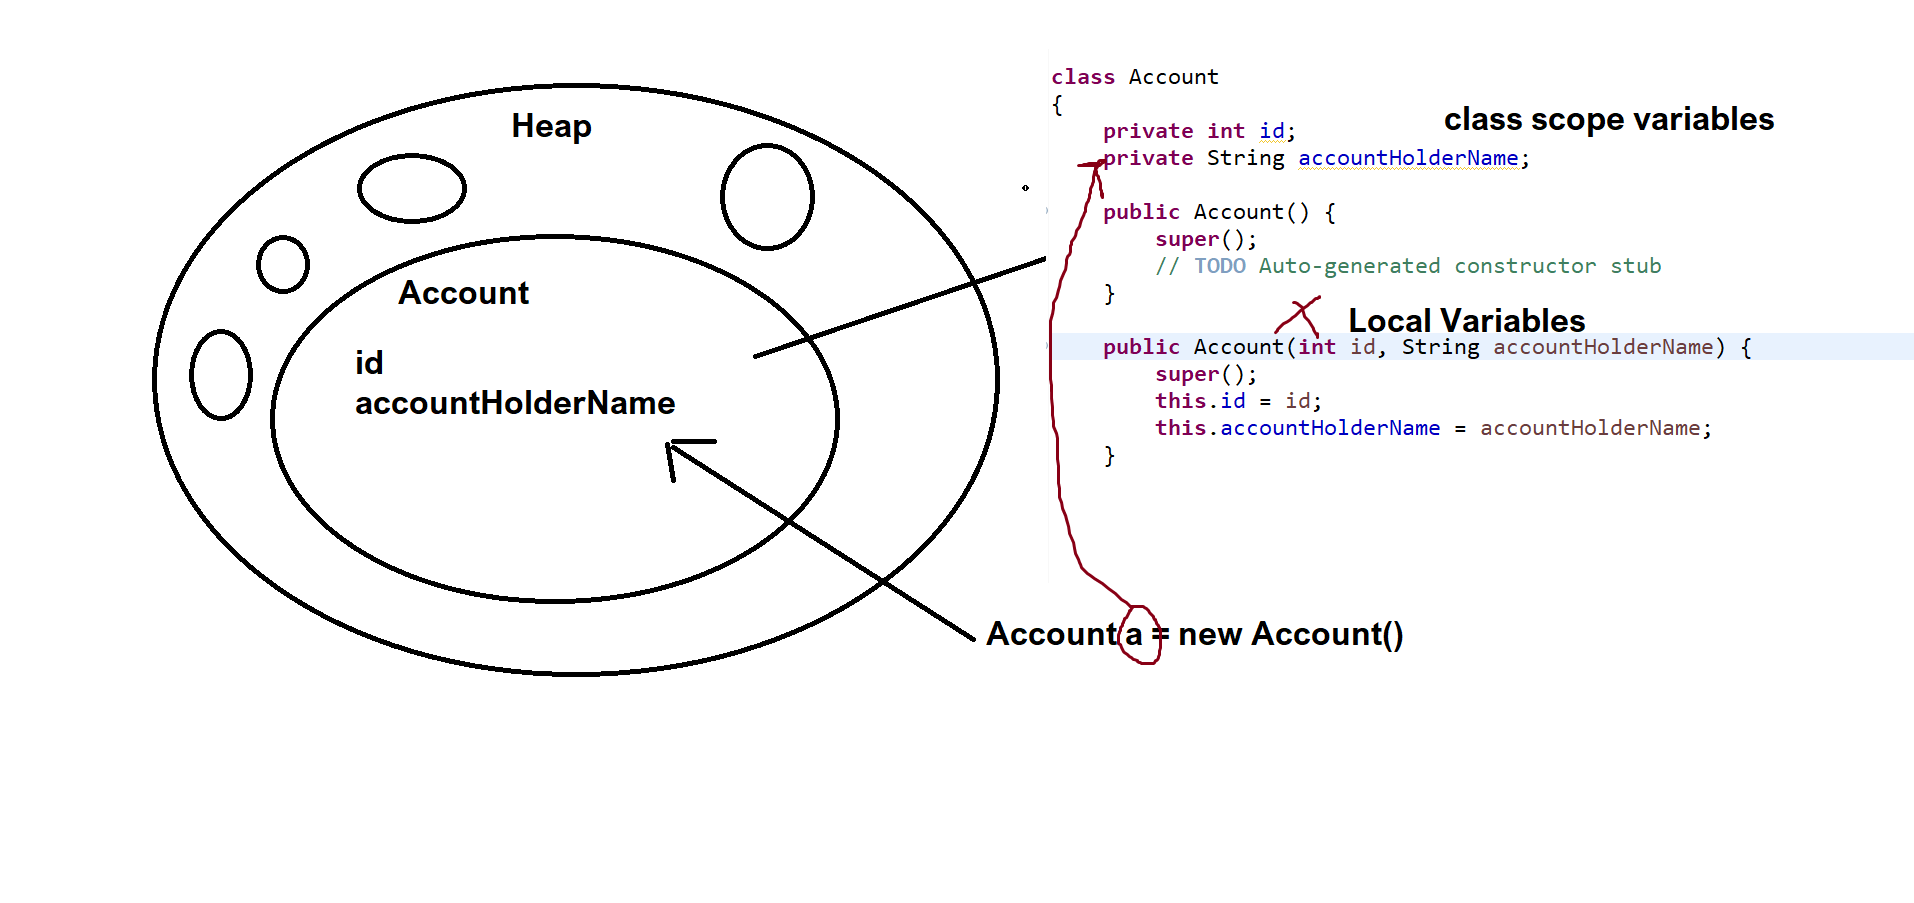 Heap
Account
id
accountHolderName
class Account
{
private int id;
class scope variables
private String accountHolderName;
public Account() {
super();
// TODO Auto-generated constructor stub
}
Local Variables
public Account(int id, String accountHolderName) {
super();
this.id = id;
this.accountHolderName = accountHolderName;
}
Account a = new Account()